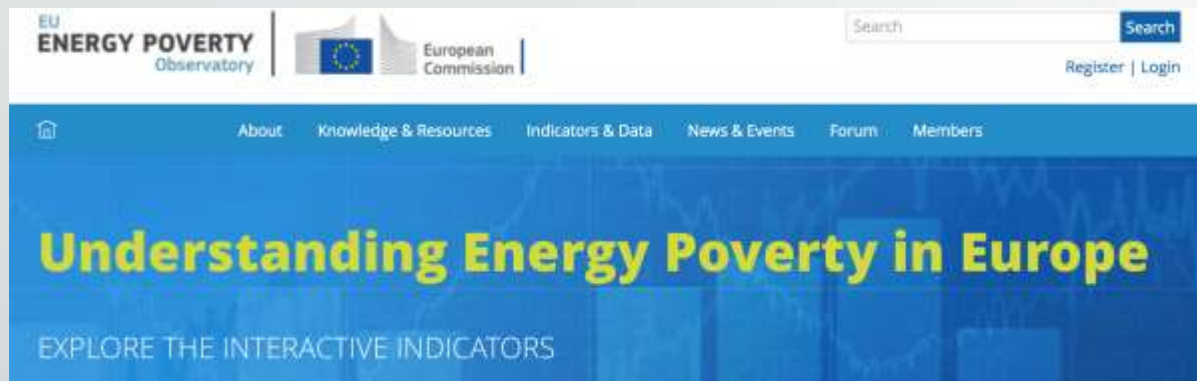 EU
ENERGY POVERTY
Observatory
European
Commission
Search
Search
Register | Login
About
Knowledge & Resources
Indicators & Data
News & Events
Forum
Members
Understanding Energy Poverty in Europe
EXPLORE THE INTERACTIVE INDICATORS